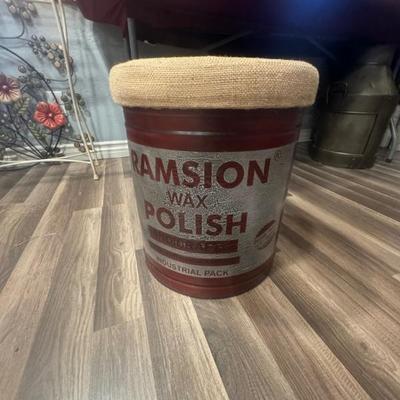 RAMSION®
WAX
POLISH
INDUSTRIAL PACK